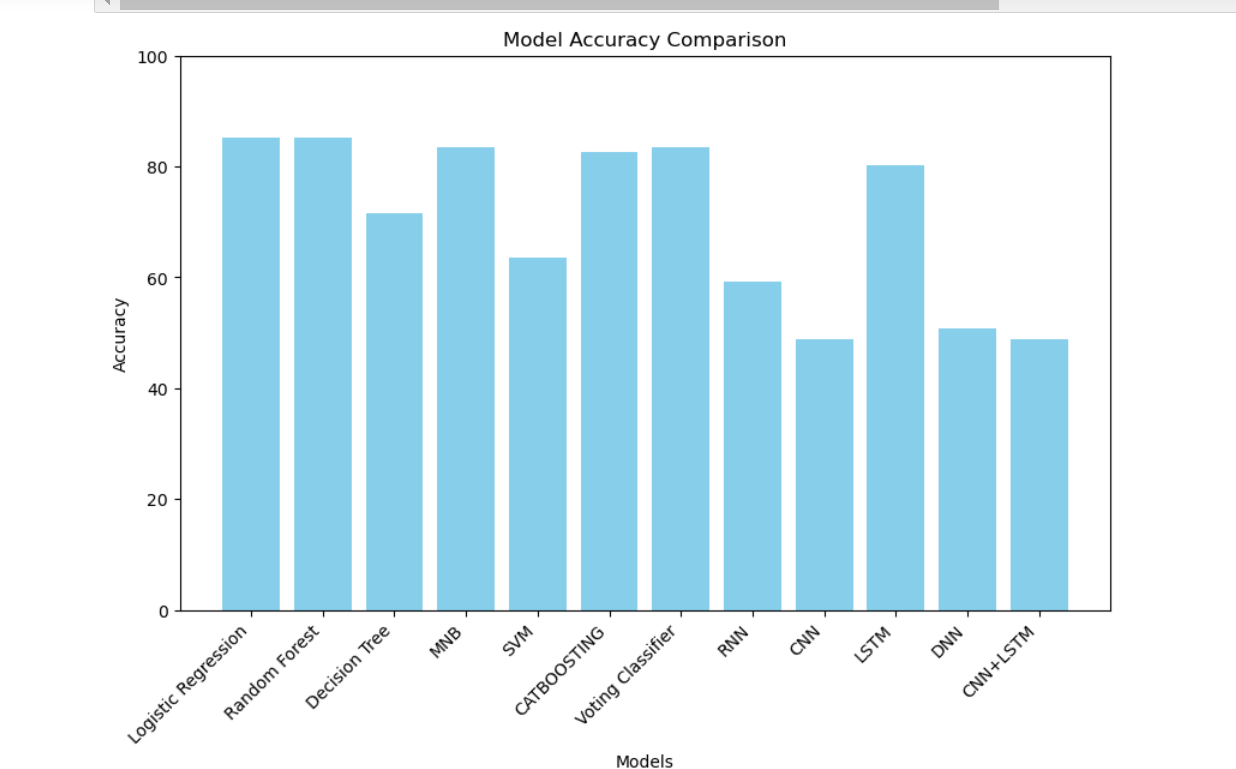 Model Accuracy Comparison
100
80
60
40
20
0
Accuracy
Logistic Regression
Random Forest
Decision Tree
MNB
SVM
CATBOOSTING
Voting Classifier
RNN
CNN
LSTM
DNN
CNN+LSTM
Models